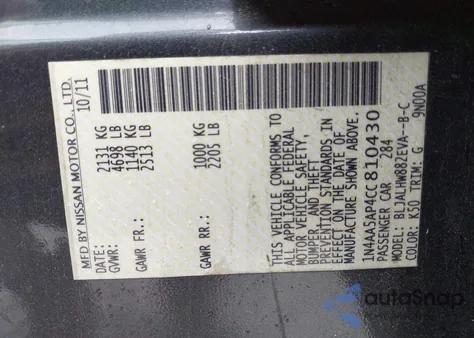 MFD BY NISSAN MOTOR CO., LTD.
DATE: 10/11
GVWR: 2131 KG
4698 LB
GAWR FR: 1140 KG
2513 LB
GAWR RR: 1000 KG
2205 LB
THIS VEHICLE CONFORMS TO
ALL APPLICABLE FEDERAL
MOTOR VEHICLE SAFETY,
BUMPER, AND THEFT
PREVENTION STANDARDS IN
EFFECT ON THE DATE OF
MANUFACTURE SHOWN ABOVE.
1N4AA5AP4CC810430
PASSENGER CAR 284
MODEL: BLJALHW882EVA--B-C
COLOR: K50 TRIM: G 9N00A
autoSnap